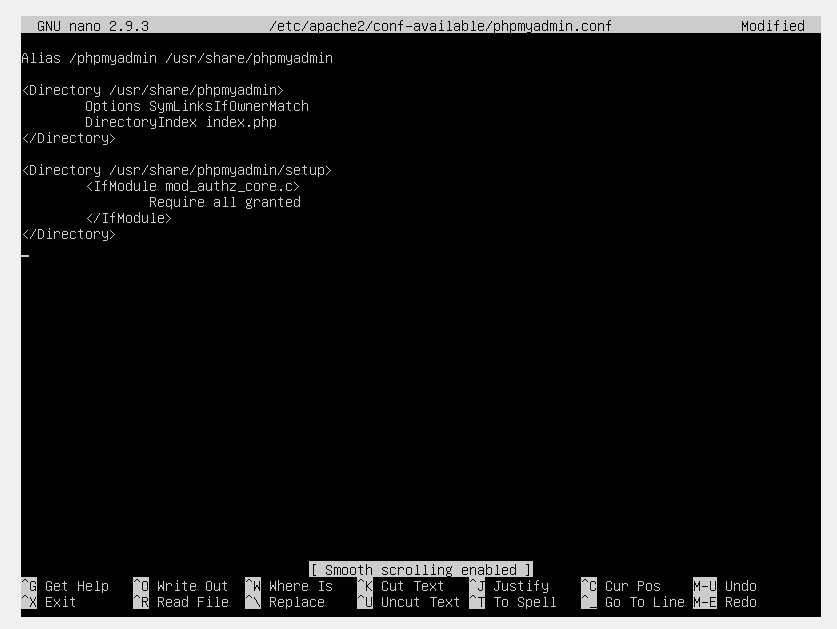 GNU nano 2.9.3 /etc/apache2/conf-available/phpmyadmin.conf Modified
Alias /phpmyadmin /usr/share/phpmyadmin
<Directory /usr/share/phpmyadmin>
Options SymLinksIfOwnerMatch
DirectoryIndex index.php
</Directory>
<Directory /usr/share/phpmyadmin/setup>
<IfModule mod_authz_core.c>
Require all granted
</IfModule>
</Directory>
[ Smooth scrolling enabled ]
^G Get Help ^O Write Out ^W Where Is ^K Cut Text ^J Justify ^C Cur Pos M-U Undo
^X Exit ^R Read File ^\ Replace ^U Uncut Text ^T To Spell ^_ Go To Line M-E Redo